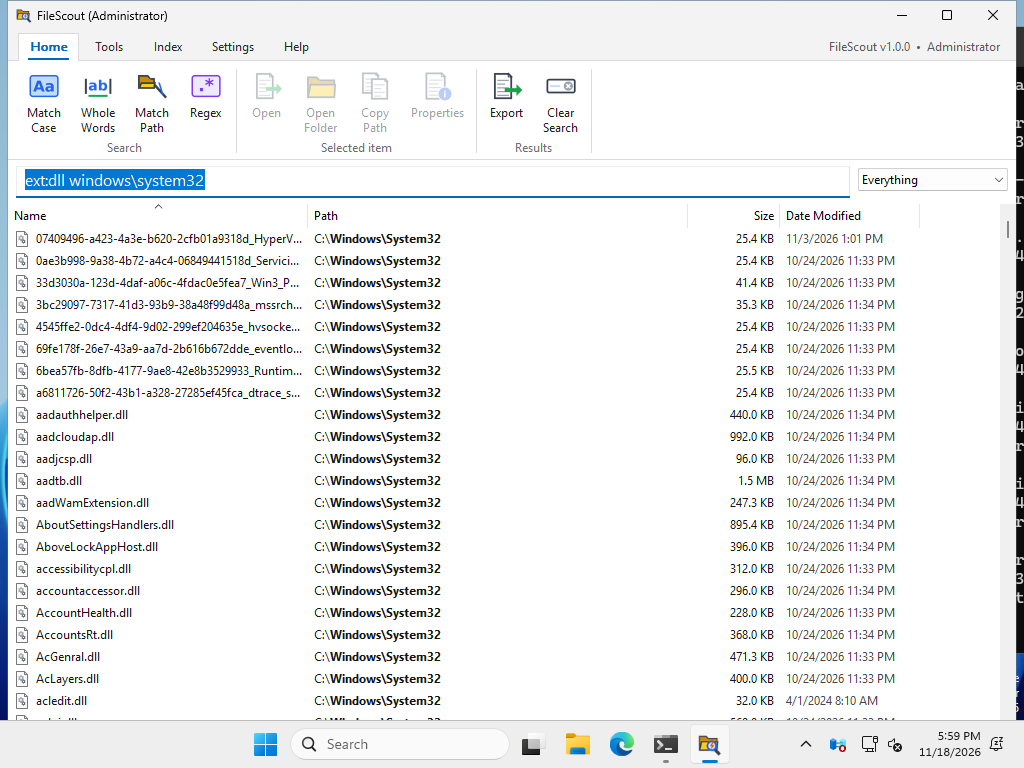 FileScout (Administrator)
Home Tools Index Settings Help FileScout v1.0.0 • Administrator
Aa |ab| .*
Match Case Whole Words Match Path Regex Open Open Folder Copy Path Properties Export Clear Search
Search Selected item Results
ext:dll windows\system32 Everything
Name Path Size Date Modified
07409496-a423-4a3e-b620-2cfb01a9318d_HyperV... C:\Windows\System32 25.4 KB 11/3/2026 1:01 PM
0ae3b998-9a38-4b72-a4c4-06849441518d_Servici... C:\Windows\System32 25.4 KB 10/24/2026 11:33 PM
33d3030a-123d-4daf-a06c-4fdac0e5fea7_Win3_P... C:\Windows\System32 41.4 KB 10/24/2026 11:33 PM
3bc29097-7317-41d3-93b9-38a48f99d48a_mssrch... C:\Windows\System32 35.3 KB 10/24/2026 11:34 PM
4545ffe2-0dc4-4df4-9d02-299ef204635e_hvsocke... C:\Windows\System32 25.4 KB 10/24/2026 11:33 PM
69fe178f-26e7-43a9-aa7d-2b616b672dde_eventlo... C:\Windows\System32 25.4 KB 10/24/2026 11:33 PM
6bea57fb-8dfb-4177-9ae8-42e8b3529933_Runtim... C:\Windows\System32 25.5 KB 10/24/2026 11:33 PM
a6811726-50f2-43b1-a328-27285ef45fca_dtrace_s... C:\Windows\System32 25.4 KB 10/24/2026 11:33 PM
aadauthhelper.dll C:\Windows\System32 440.0 KB 10/24/2026 11:34 PM
aadcloudap.dll C:\Windows\System32 992.0 KB 10/24/2026 11:34 PM
aadjcsp.dll C:\Windows\System32 96.0 KB 10/24/2026 11:33 PM
aadtb.dll C:\Windows\System32 1.5 MB 10/24/2026 11:34 PM
aadWamExtension.dll C:\Windows\System32 247.3 KB 10/24/2026 11:34 PM
AboutSettingsHandlers.dll C:\Windows\System32 895.4 KB 10/24/2026 11:34 PM
AboveLockAppHost.dll C:\Windows\System32 396.0 KB 10/24/2026 11:34 PM
accessibilitycpl.dll C:\Windows\System32 312.0 KB 10/24/2026 11:33 PM
accountaccessor.dll C:\Windows\System32 296.0 KB 10/24/2026 11:34 PM
AccountHealth.dll C:\Windows\System32 228.0 KB 10/24/2026 11:33 PM
AccountsRt.dll C:\Windows\System32 368.0 KB 10/24/2026 11:34 PM
AcGenral.dll C:\Windows\System32 471.3 KB 10/24/2026 11:33 PM
AcLayers.dll C:\Windows\System32 400.0 KB 10/24/2026 11:33 PM
acledit.dll C:\Windows\System32 32.0 KB 4/1/2024 8:10 AM
Search 5:59 PM
11/18/2026